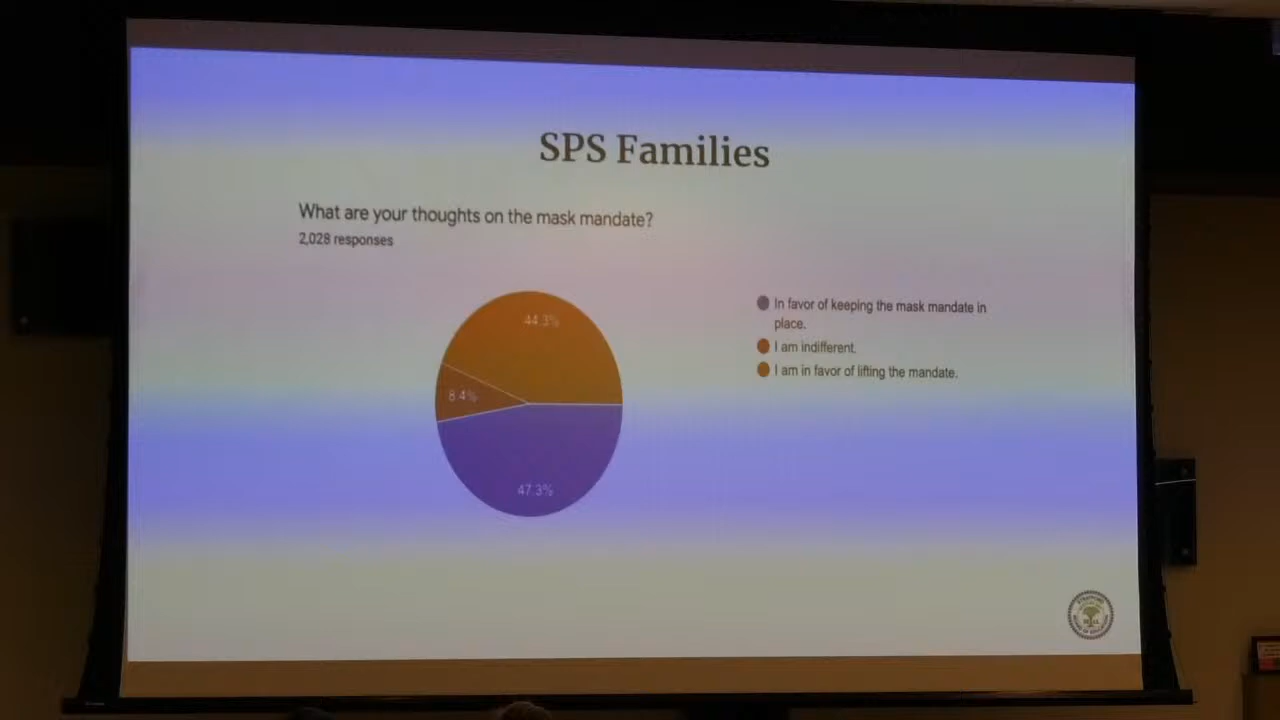 SPS Families
What are your thoughts on the mask mandate?
2,028 responses
44.3%
8.4%
47.3%
In favor of keeping the mask mandate in
place.
I am indifferent.
I am in favor of lifting the mandate.